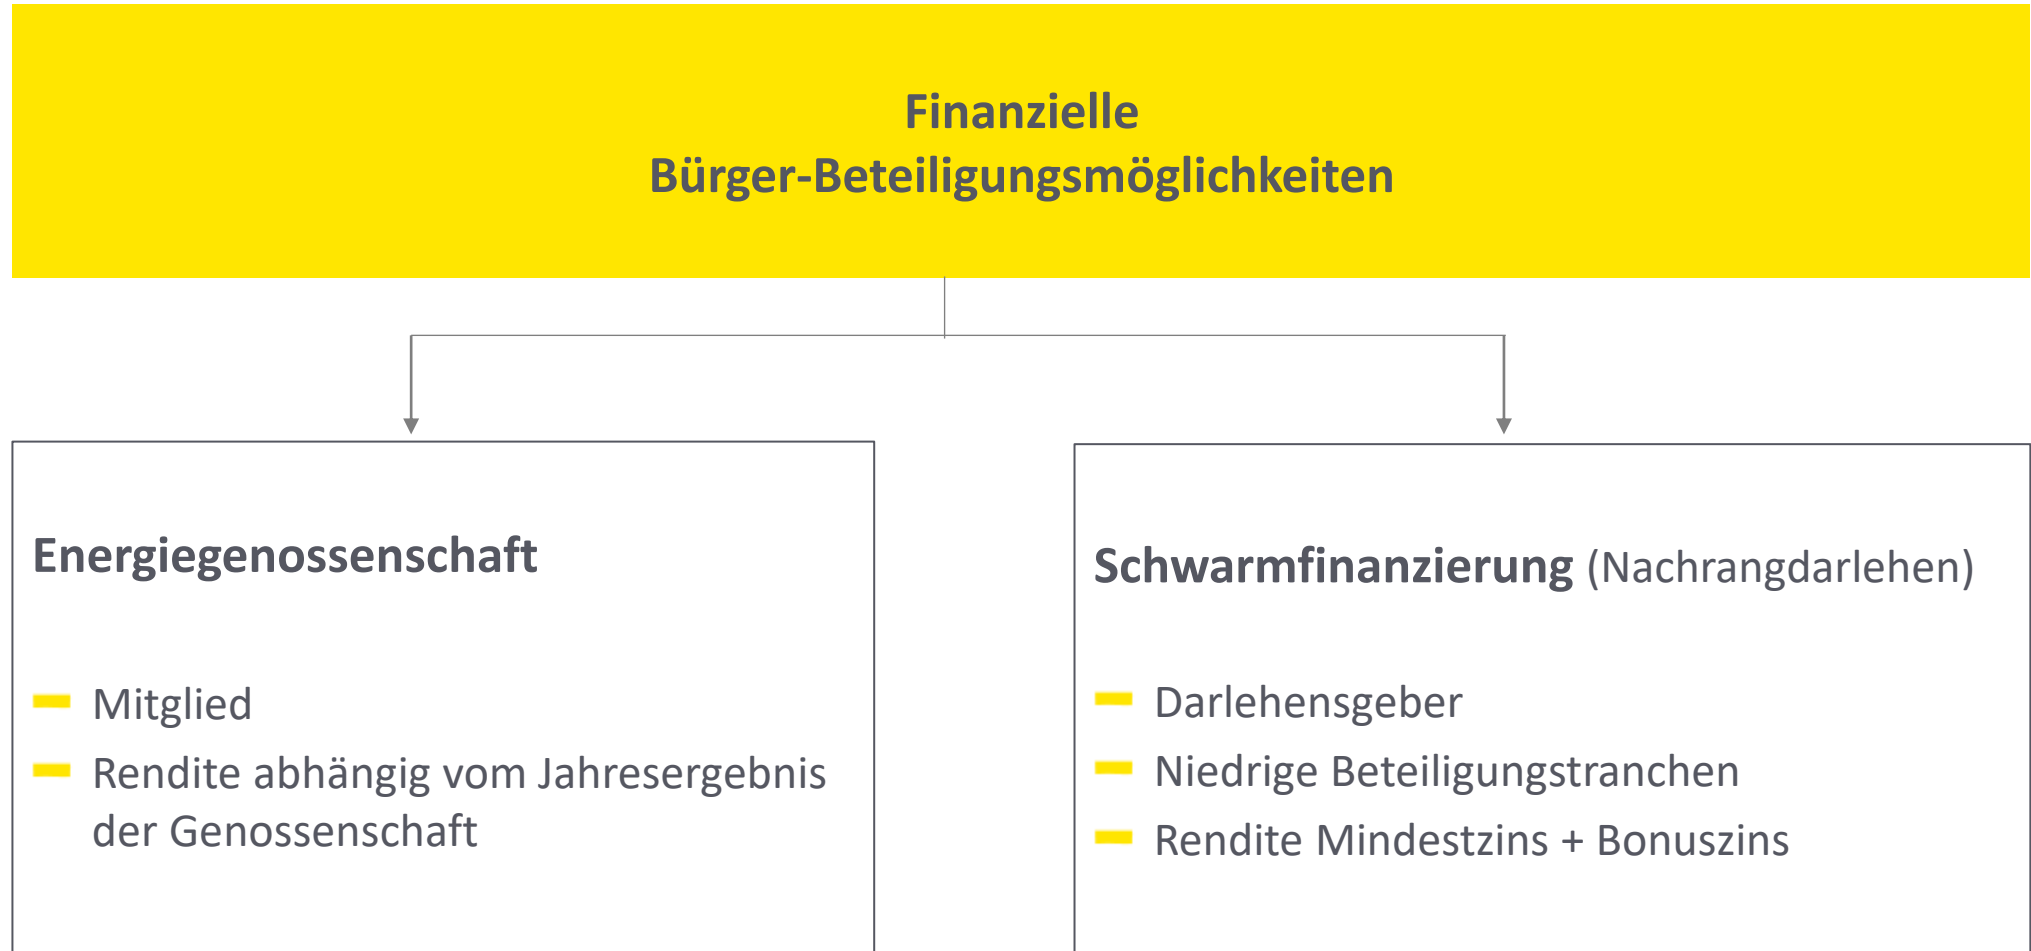 Finanzielle
Bürger-Beteiligungsmöglichkeiten
Energiegenossenschaft
Mitglied
Rendite abhängig vom Jahresergebnis
der Genossenschaft
Schwarmfinanzierung (Nachrangdarlehen)
Darlehensgeber
Niedrige Beteiligungstranchen
Rendite Mindestzins + Bonuszins